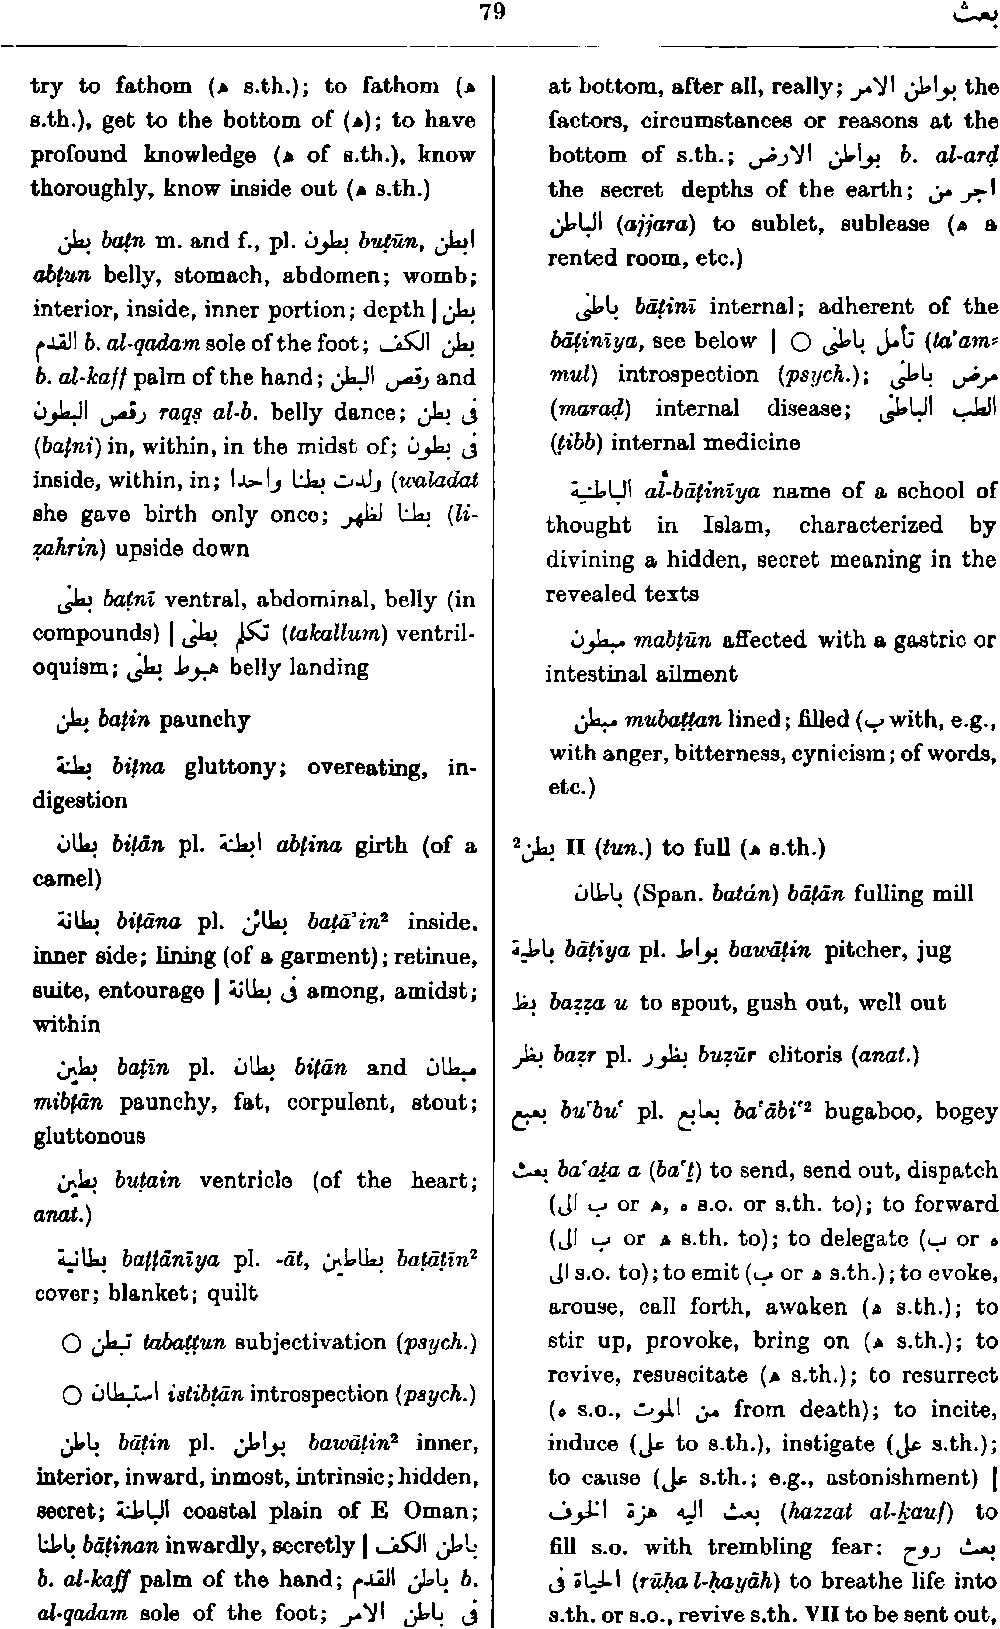 79
بعث
try to fathom (ه s.th.); to fathom (ه
s.th.), get to the bottom of (ه); to have
profound knowledge (ه of s.th.), know
thoroughly, know inside out (ه s.th.)
بطن baṭn m. and f., pl. بطون buṭūn, ابطن
abṭun belly, stomach, abdomen; womb;
interior, inside, inner portion; depth | بطن
القدم b. al-qadam sole of the foot; بطن الكف
b. al-kaff palm of the hand; رقص البطن and
رقص البطون raqṣ al-b. belly dance; فى بطن
(baṭni) in, within, in the midst of; فى بطون
inside, within, in; ولدت بطنا واحدا (waladat
she gave birth only once; بطنا لظهر (li-
ẓahrin) upside down
بطنى baṭnī ventral, abdominal, belly (in
compounds) | تكلم بطنى (takallum) ventril-
oquism; هبوط بطنى belly landing
بطن baṭin paunchy
بطنة biṭna gluttony; overeating, in-
digestion
بطان biṭān pl. ابطنة abṭina girth (of a
camel)
بطانة biṭāna pl. بطائن baṭā'in² inside,
inner side; lining (of a garment); retinue,
suite, entourage | فى بطانة among, amidst;
within
بطين baṭīn pl. بطان biṭān and مبطان
mibṭān paunchy, fat, corpulent, stout;
gluttonous
بطين buṭain ventricle (of the heart;
anat.)
بطانية baṭṭānīya pl. -āt, بطاطين baṭāṭīn²
cover; blanket; quilt
○ تبطن tabaṭṭun subjectivation (psych.)
○ استبطان istibṭān introspection (psych.)
باطن bāṭin pl. بواطن bawāṭin² inner,
interior, inward, inmost, intrinsic; hidden,
secret; الباطنة coastal plain of E Oman;
باطنا bāṭinan inwardly, secretly | باطن الكف
b. al-kaff palm of the hand; باطن القدم b.
al-qadam sole of the foot; فى باطن الامر
at bottom, after all, really; بواطن الامر the
factors, circumstances or reasons at the
bottom of s.th.; بواطن الارض b. al-arḍ
the secret depths of the earth; اجر من
الباطن (ajjara) to sublet, sublease (ه a
rented room, etc.)
باطنى bāṭinī internal; adherent of the
bāṭinīya, see below | ○ تأمل باطنى (ta'am-
mul) introspection (psych.); مرض باطنى
(maraḍ) internal disease; الطب الباطنى
(ṭibb) internal medicine
الباطنية al-bāṭinīya name of a school of
thought in Islam, characterized by
divining a hidden, secret meaning in the
revealed texts
مبطون mabṭūn affected with a gastric or
intestinal ailment
مبطن mubaṭṭan lined; filled (ب with, e.g.,
with anger, bitterness, cynicism; of words,
etc.)
²بطن II (tun.) to full (ه s.th.)
باطان (Span. batán) bāṭān fulling mill
باطية bāṭiya pl. بواط bawāṭin pitcher, jug
بظ baẓẓa u to spout, gush out, well out
بظر baẓr pl. بظور buẓūr clitoris (anat.)
بعبع bu‘bu‘ pl. بعابع ba‘ābi‘² bugaboo, bogey
بعث ba‘aṯa a (ba‘ṯ) to send, send out, dispatch
(ب الى or ه, ه s.o. or s.th. to); to forward
(ب الى or ه s.th. to); to delegate (ب or ه
الى s.o. to); to emit (ب or ه s.th.); to evoke,
arouse, call forth, awaken (ه s.th.); to
stir up, provoke, bring on (ه s.th.); to
revive, resuscitate (ه s.th.); to resurrect
(ه s.o., من الموت from death); to incite,
induce (على to s.th.), instigate (على s.th.);
to cause (على s.th.; e.g., astonishment) |
بعث اليه هزة الخوف (hazzat al-ḵauf) to
fill s.o. with trembling fear; بعث روح
الحياة فى (rūḥa l-ḥayāh) to breathe life into
s.th. or s.o., revive s.th. VII to be sent out,